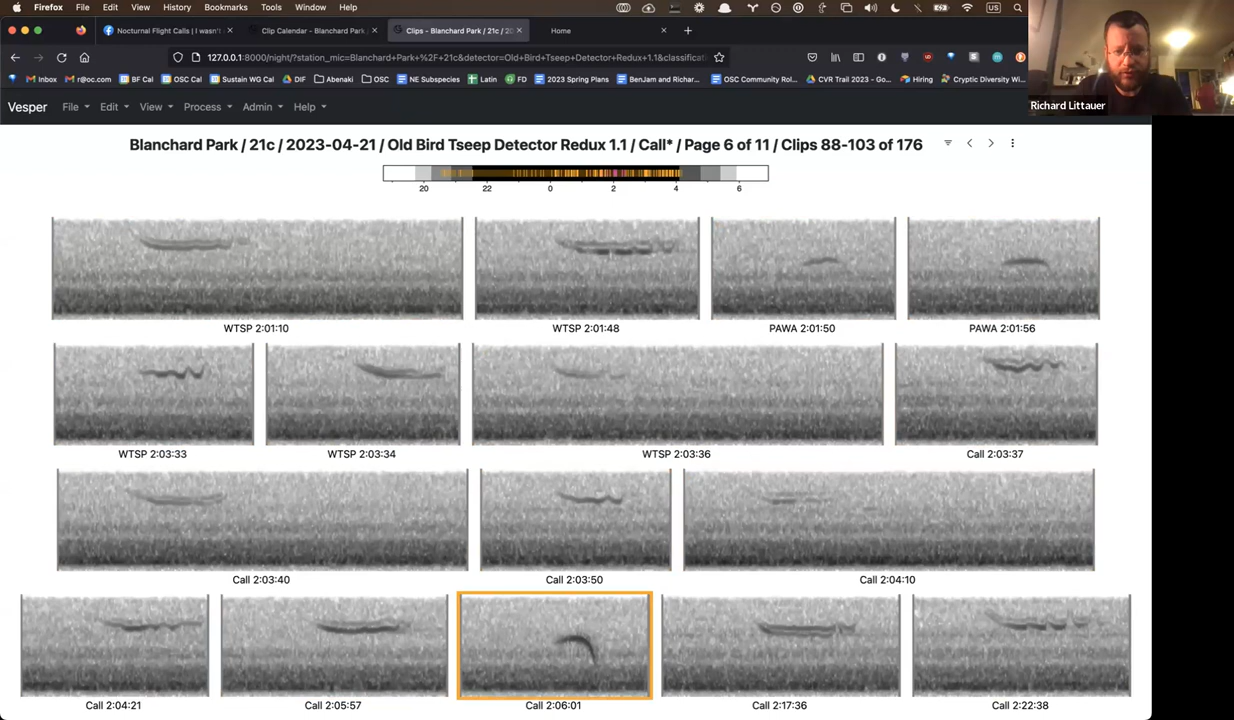 Firefox File Edit View History Bookmarks Tools Window Help US
Nocturnal Flight Calls | I wasn't Clip Calendar - Blanchard Park / Clips - Blanchard Park / 21c / 20 Home
127.0.0.1:8000/night/?station_mic=Blanchard+Park+%2F+21c&detector=Old+Bird+Tseep+Detector+Redux+1.1&classificati
Inbox r@oc.com BF Cal OSC Cal Sustain WG Cal DIF Abenaki OSC NE Subspecies Latin FD 2023 Spring Plans BenJam and Richar... OSC Community Rol... CVR Trail 2023 - Go... Hiring Cryptic Diversity Wi...
Richard Littauer
Vesper File Edit View Process Admin Help
Blanchard Park / 21c / 2023-04-21 / Old Bird Tseep Detector Redux 1.1 / Call* / Page 6 of 11 / Clips 88-103 of 176
20 22 0 2 4 6
WTSP 2:01:10 WTSP 2:01:48 PAWA 2:01:50 PAWA 2:01:56
WTSP 2:03:33 WTSP 2:03:34 WTSP 2:03:36 Call 2:03:37
Call 2:03:40 Call 2:03:50 Call 2:04:10
Call 2:04:21 Call 2:05:57 Call 2:06:01 Call 2:17:36 Call 2:22:38